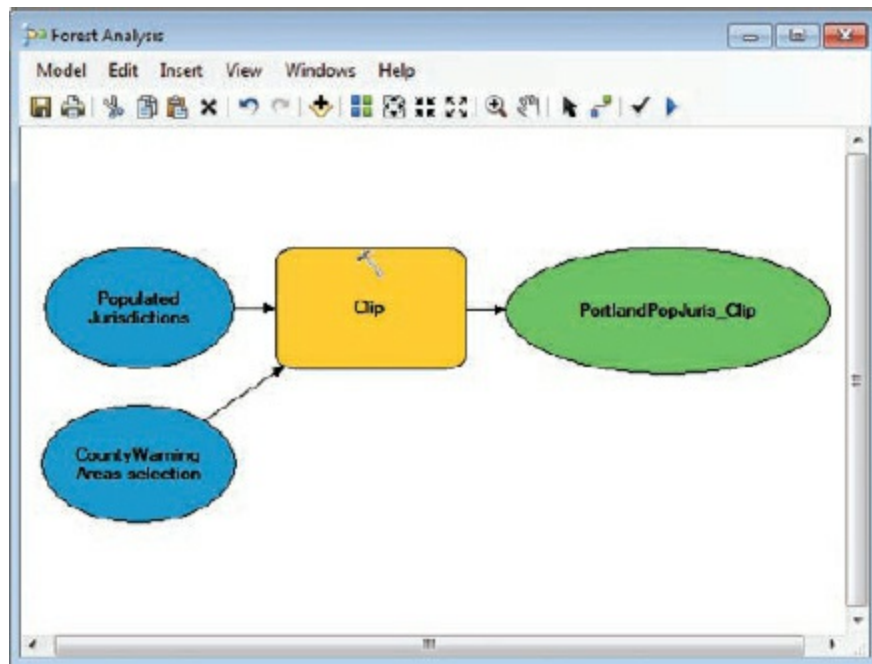 Forest Analysis
Model Edit Insert View Windows Help
Populated
Jurisdictions
Clip
PortlandPopJuris_Clip
CountyWarning
Areas selection